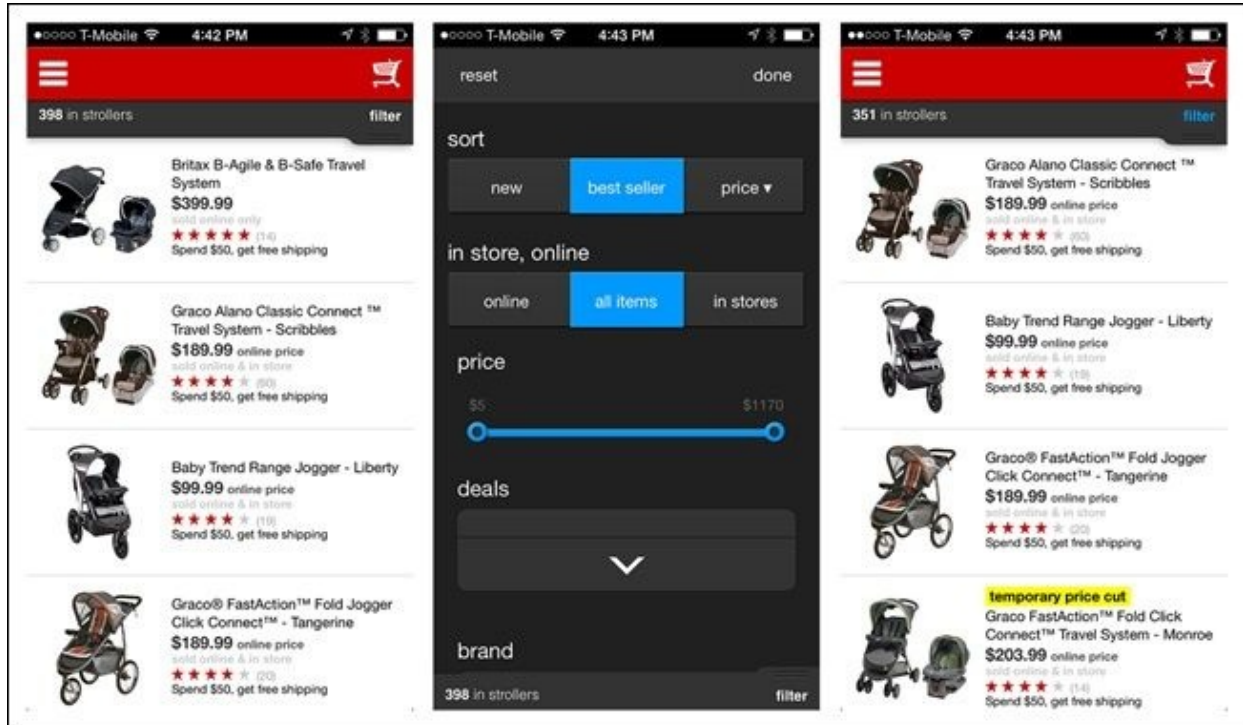 T-Mobile 4:42 PM
398 in strollers filter
Britax B-Agile & B-Safe Travel
System
$399.99
sold online only
(14)
Spend $50, get free shipping
Graco Alano Classic Connect ™
Travel System - Scribbles
$189.99 online price
sold online & in store
(60)
Spend $50, get free shipping
Baby Trend Range Jogger - Liberty
$99.99 online price
sold online & in store
(19)
Spend $50, get free shipping
Graco® FastAction™ Fold Jogger
Click Connect™ - Tangerine
$189.99 online price
sold online & in store
(20)
Spend $50, get free shipping
T-Mobile 4:43 PM
reset done
sort
new best seller price ▾
in store, online
online all items in stores
price
$5 $1170
deals
brand
398 in strollers filter
T-Mobile 4:43 PM
351 in strollers filter
Graco Alano Classic Connect ™
Travel System - Scribbles
$189.99 online price
sold online & in store
(60)
Spend $50, get free shipping
Baby Trend Range Jogger - Liberty
$99.99 online price
sold online & in store
(19)
Spend $50, get free shipping
Graco® FastAction™ Fold Jogger
Click Connect™ - Tangerine
$189.99 online price
sold online & in store
(20)
Spend $50, get free shipping
temporary price cut
Graco FastAction™ Fold Click
Connect™ Travel System - Monroe
$203.99 online price
sold online & in store
(14)
Spend $50, get free shipping